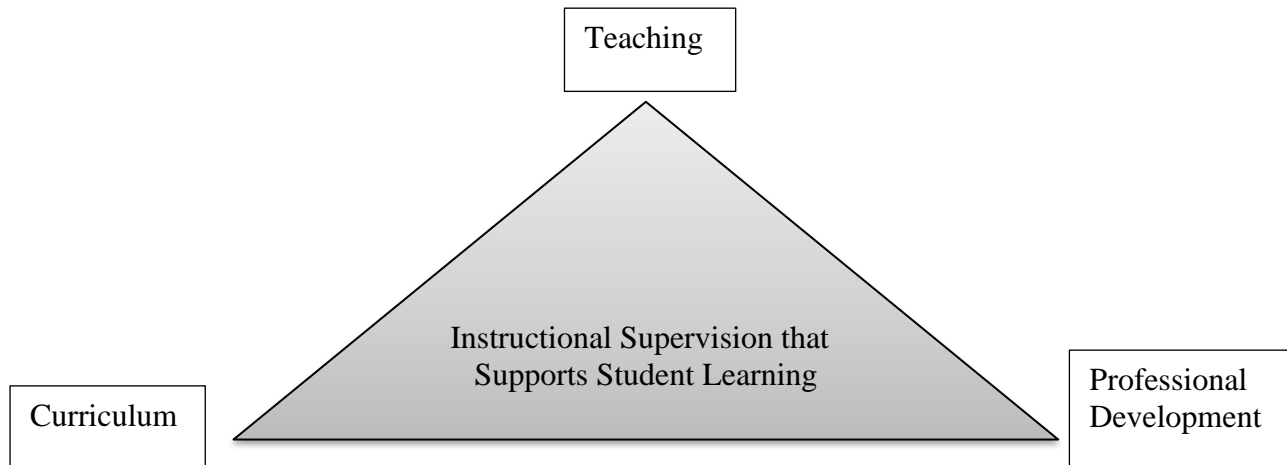 Teaching
Instructional Supervision that
Supports Student Learning
Curriculum
Professional
Development